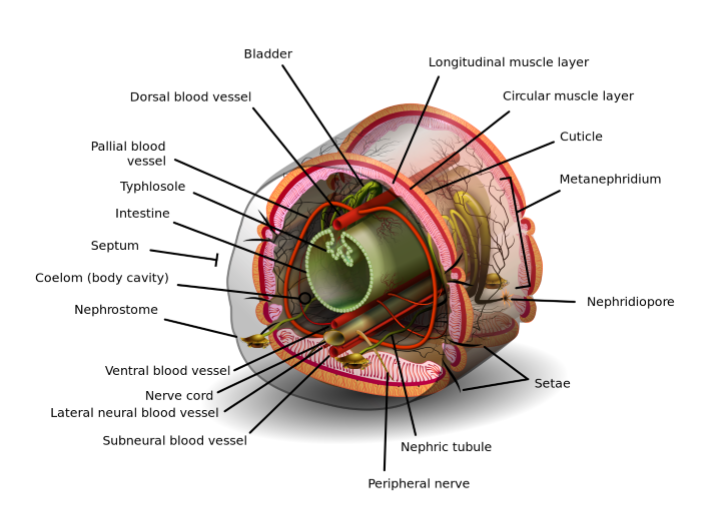 Bladder
Longitudinal muscle layer
Dorsal blood vessel
Circular muscle layer
Pallial blood
vessel
Cuticle
Typhlosole
Metanephridium
Intestine
Septum
Coelom (body cavity)
Nephrostome
Nephridiopore
Ventral blood vessel
Setae
Nerve cord
Lateral neural blood vessel
Subneural blood vessel
Nephric tubule
Peripheral nerve